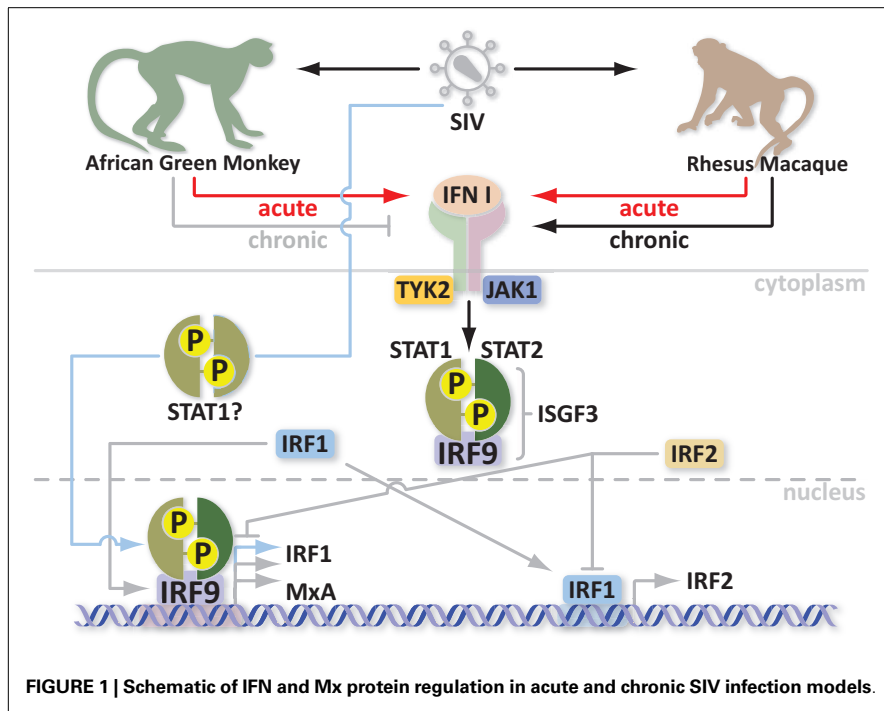 SIV
African Green Monkey
Rhesus Macaque
IFN I
acute
acute
chronic
chronic
cytoplasm
TYK2
JAK1
STAT1
STAT2
P
P
P
P
STAT1?
ISGF3
IRF9
IRF1
IRF2
nucleus
P
P
IRF1
IRF9
MxA
IRF1
IRF2
FIGURE 1 | Schematic of IFN and Mx protein regulation in acute and chronic SIV infection models.